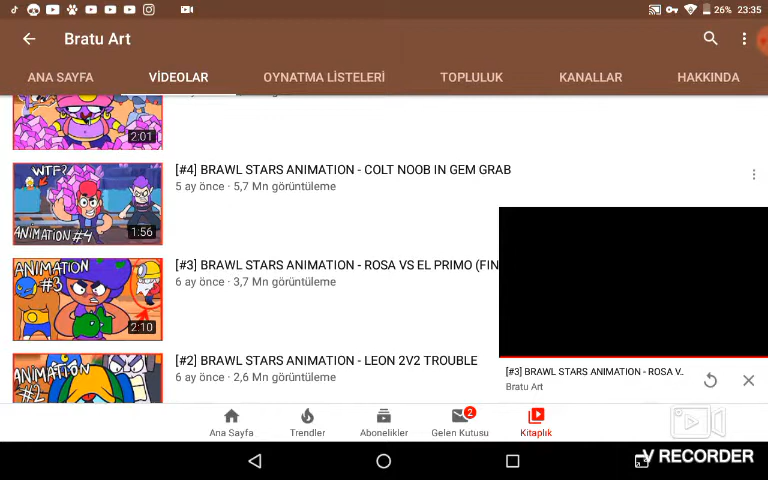 26% 23:35
Bratu Art
ANA SAYFA VİDEOLAR OYNATMA LİSTELERİ TOPLULUK KANALLAR HAKKINDA
2:01
WTF?
ANİMATION #4
1:56
[#4] BRAWL STARS ANIMATION - COLT NOOB IN GEM GRAB
5 ay önce · 5,7 Mn görüntüleme
ANIMATION
#3
2:10
[#3] BRAWL STARS ANIMATION - ROSA VS EL PRIMO (FIN
6 ay önce · 3,7 Mn görüntüleme
ANIMATION
#2
[#2] BRAWL STARS ANIMATION - LEON 2V2 TROUBLE
6 ay önce · 2,6 Mn görüntüleme
[#3] BRAWL STARS ANIMATION - ROSA V..
Bratu Art
2
Ana Sayfa Trendler Abonelikler Gelen Kutusu Kitaplık
V RECORDER